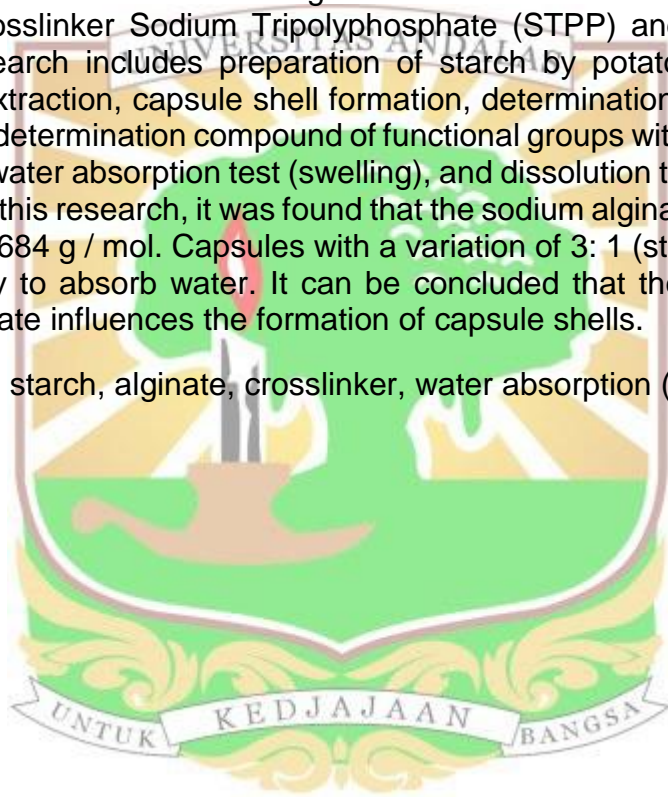 osslinker Sodium Tripolyphosphate (STPP) and
UNIVERSITAS ANDALAS
earch includes preparation of starch by potato
xtraction, capsule shell formation, determination
determination compound of functional groups wit
water absorption test (swelling), and dissolution t
this research, it was found that the sodium algina
684 g / mol. Capsules with a variation of 3: 1 (st
y to absorb water. It can be concluded that the
ate influences the formation of capsule shells.
starch, alginate, crosslinker, water absorption (
UNTUK KEDJAJAAN BANGSA